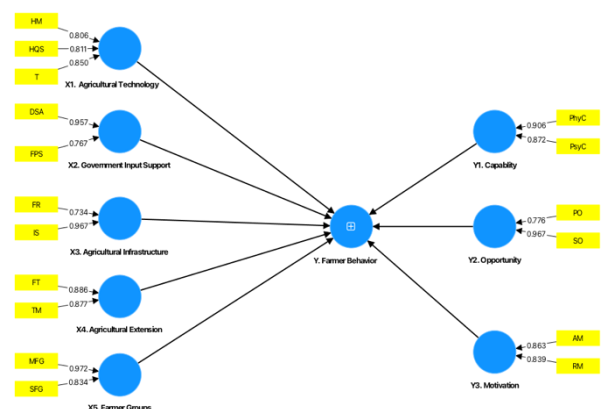 HM
0.806
HQS
0.811
T
0.850
X1. Agricultural Technology
DSA
0.957
FPS
0.767
X2. Government Input Support
FR
0.734
IS
0.967
X3. Agricultural Infrastructure
FT
0.886
TM
0.877
X4. Agricultural Extension
MFG
0.972
SFG
0.834
X5. Farmer Groups
Y. Farmer Behavior
PhyC
0.906
PsyC
0.872
Y1. Capability
PO
0.776
SO
0.967
Y2. Opportunity
AM
0.863
RM
0.839
Y3. Motivation